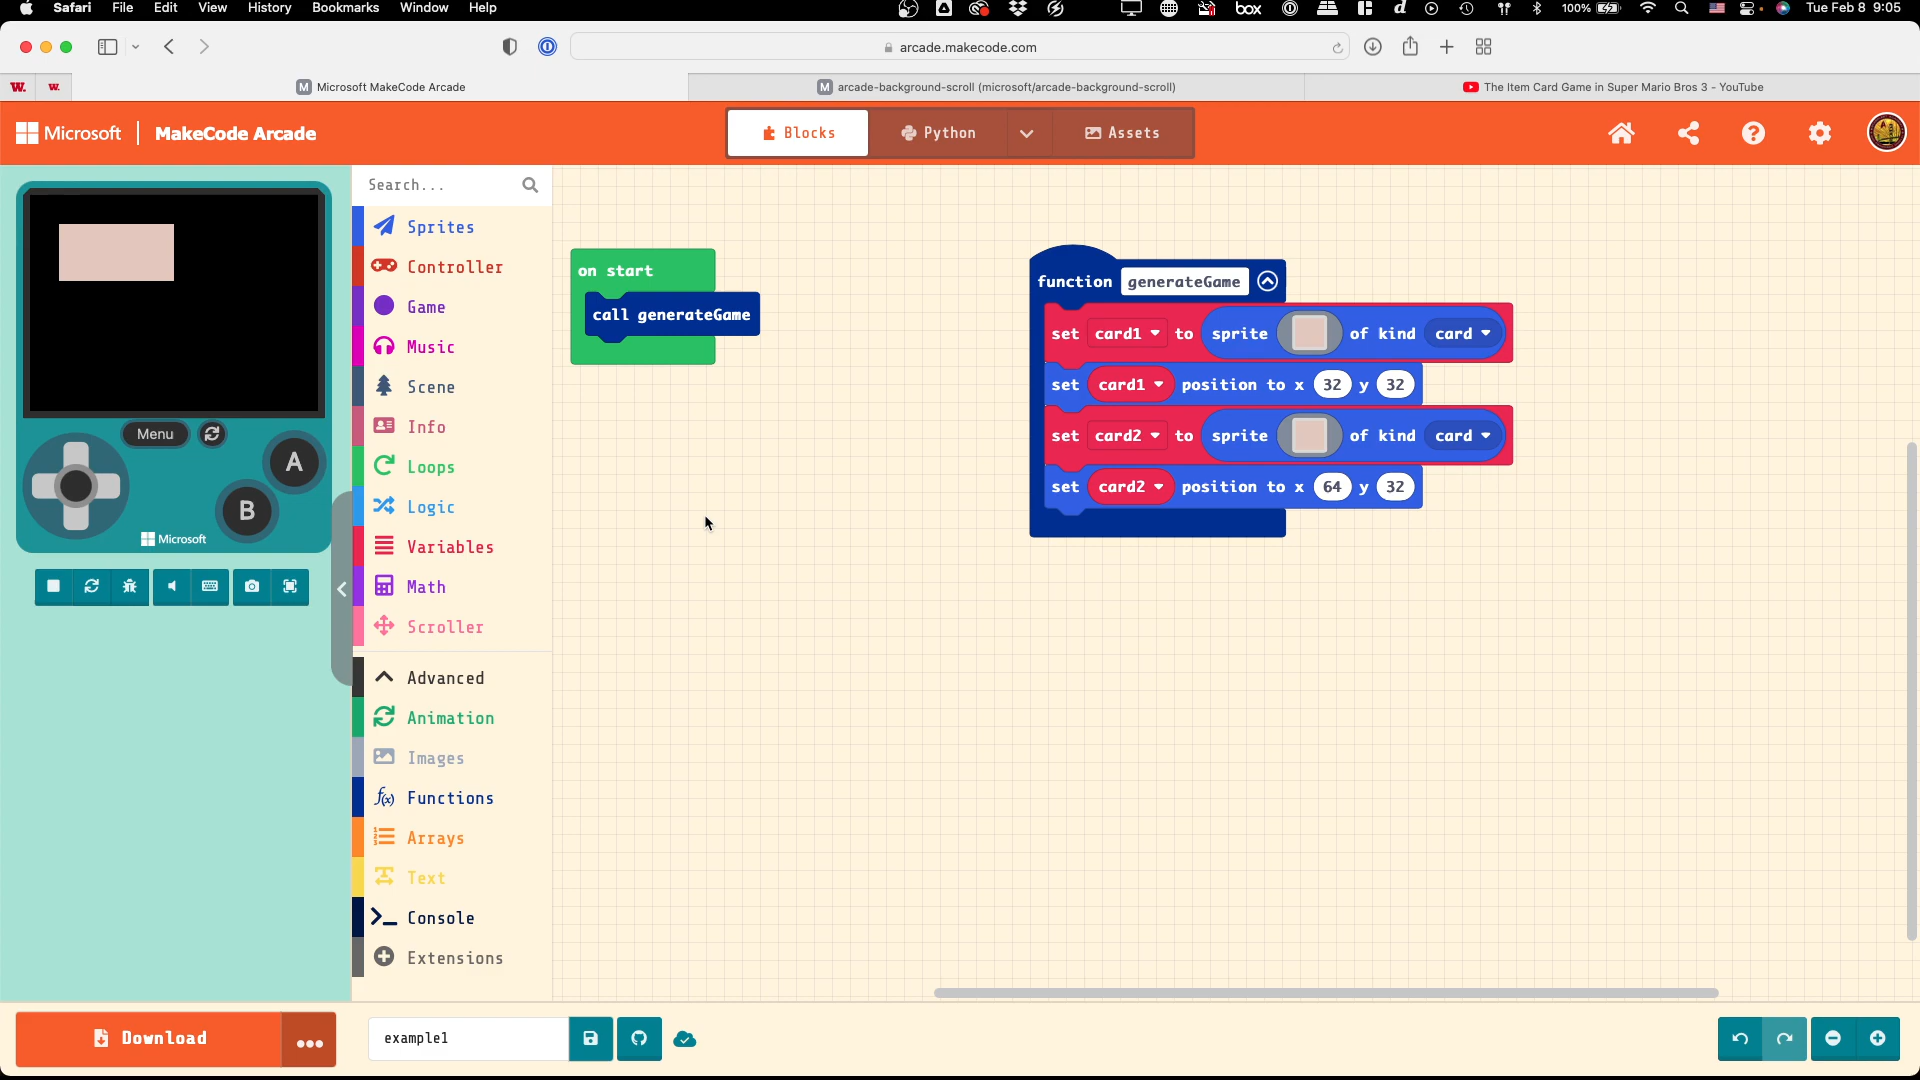 Safari File Edit View History Bookmarks Window Help box 100% Tue Feb 8 9:05
arcade.makecode.com
W. W. M Microsoft MakeCode Arcade M arcade-background-scroll (microsoft/arcade-background-scroll) The Item Card Game in Super Mario Bros 3 - YouTube
Microsoft MakeCode Arcade Blocks Python Assets
Search...
Sprites
Controller
Game
Music
Scene
Info
Loops
Logic
Variables
Math
Scroller
Advanced
Animation
Images
Functions
Arrays
Text
Console
Extensions
Menu
A
B
Microsoft
on start
call generateGame
function generateGame
set card1 to sprite of kind card
set card1 position to x 32 y 32
set card2 to sprite of kind card
set card2 position to x 64 y 32
Download ... example1